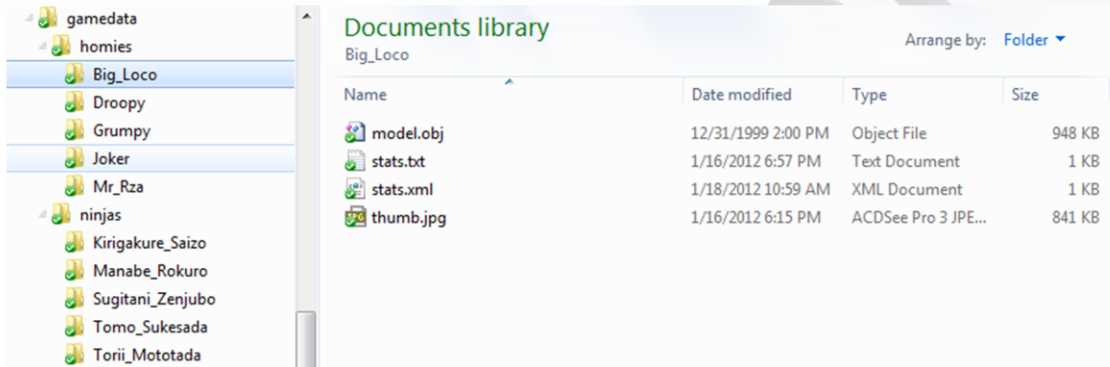 gamedata
homies
Big_Loco
Droopy
Grumpy
Joker
Mr_Rza
ninjas
Kirigakure_Saizo
Manabe_Rokuro
Sugitani_Zenjubo
Tomo_Sukesada
Torii_Mototada
Documents library
Big_Loco
Arrange by: Folder
Name Date modified Type Size
model.obj 12/31/1999 2:00 PM Object File 948 KB
stats.txt 1/16/2012 6:57 PM Text Document 1 KB
stats.xml 1/18/2012 10:59 AM XML Document 1 KB
thumb.jpg 1/16/2012 6:15 PM ACDSee Pro 3 JPE... 841 KB